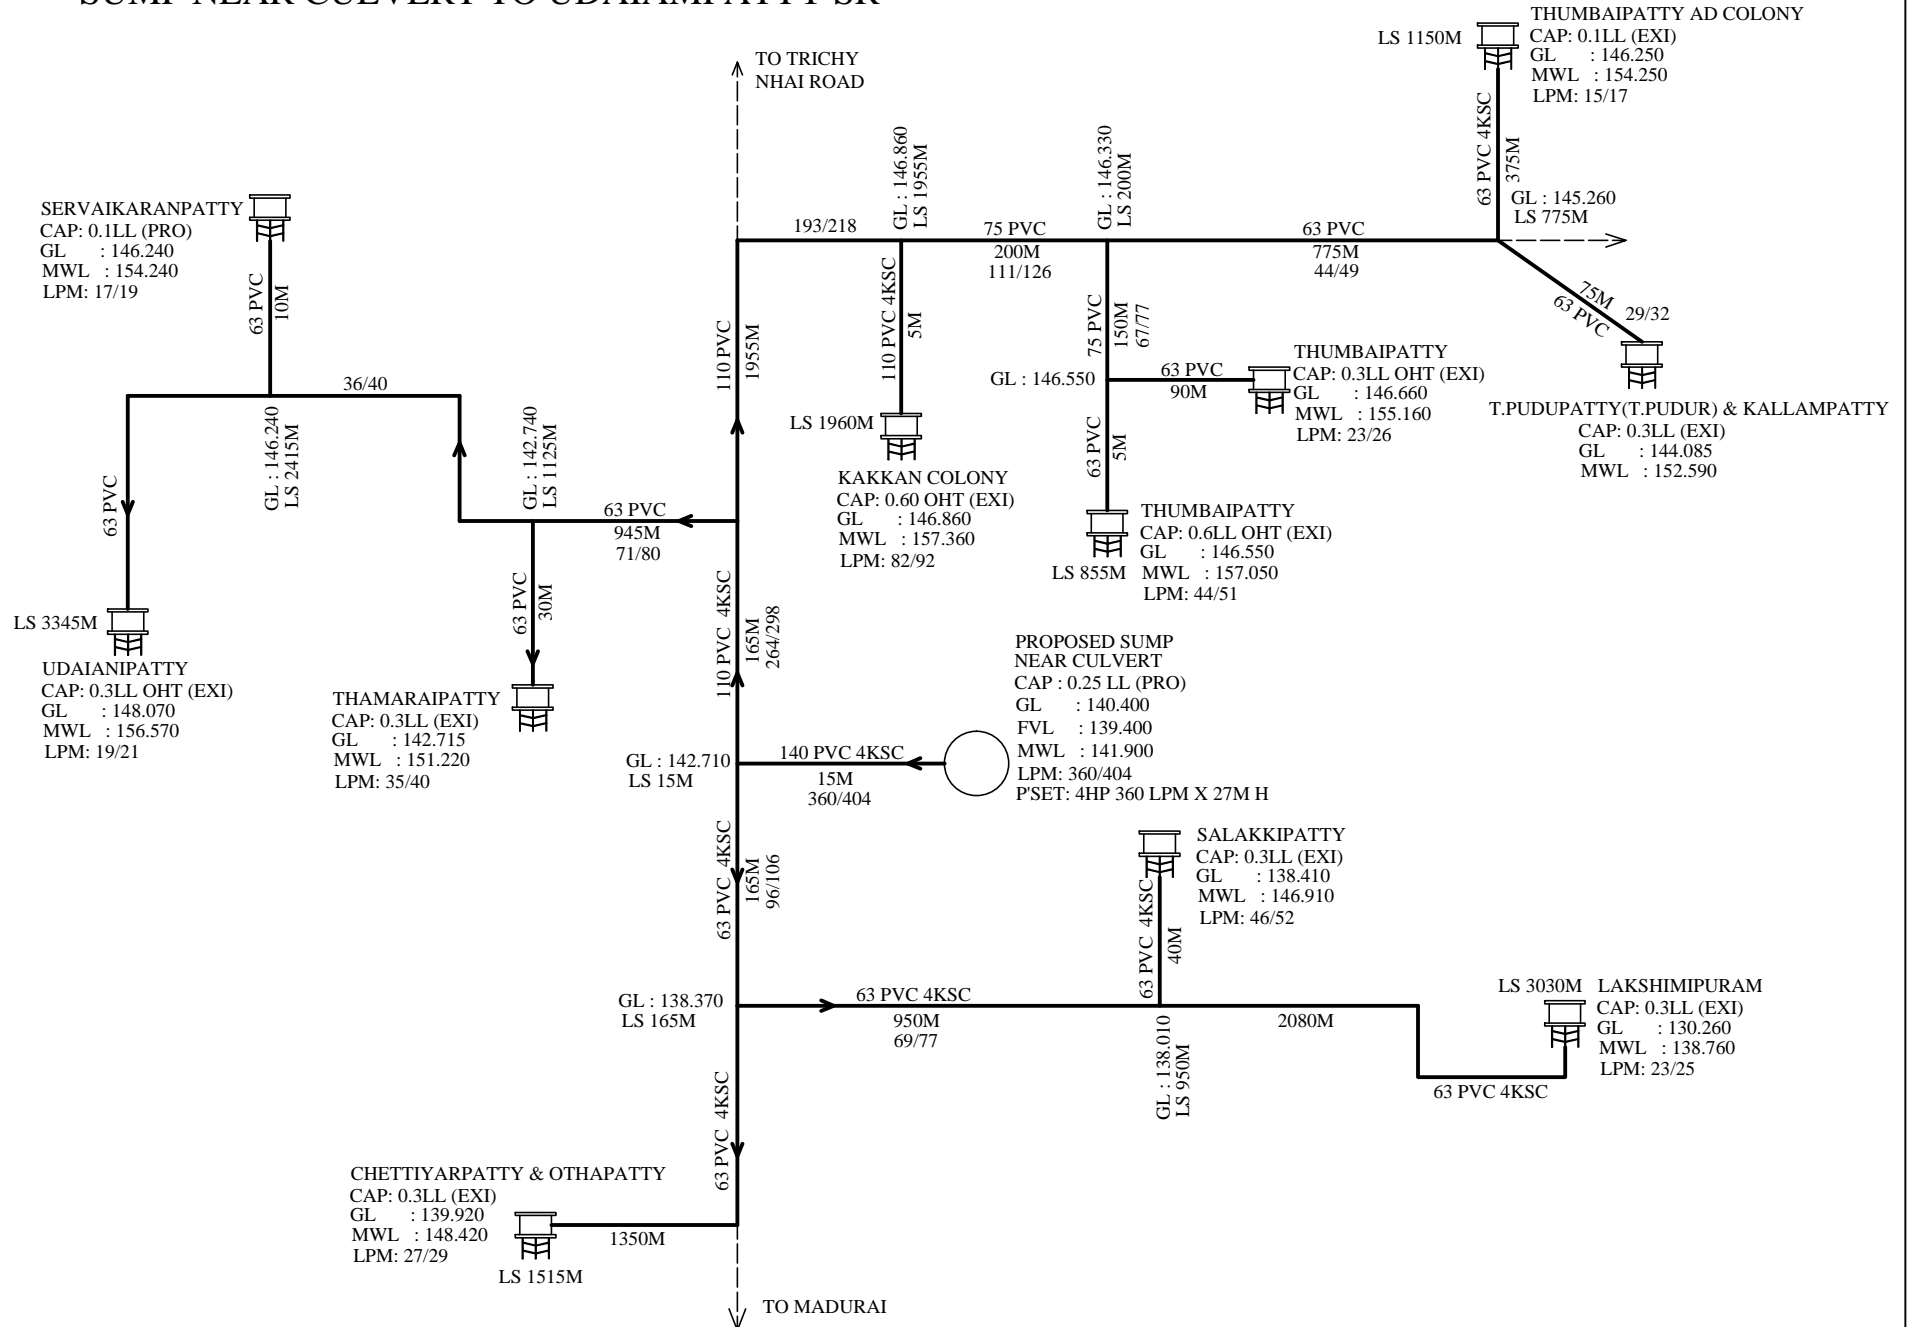 SUMP NEAR CULVERT TO UDAIAMPATTY SR
TO TRICHY
NHAI ROAD
THUMBAIPATTY AD COLONY
LS 1150M
CAP: 0.1LL (EXI)
GL : 146.250
MWL : 154.250
LPM: 15/17
63 PVC 4KSC
375M
GL : 145.260
LS 775M
GL : 146.860
LS 1955M
GL : 146.330
LS 200M
193/218
75 PVC
200M
111/126
63 PVC
775M
44/49
75M
63 PVC
29/32
T.PUDUPATTY(T.PUDUR) & KALLAMPATTY
CAP: 0.3LL (EXI)
GL : 144.085
MWL : 152.590
SERVAIKARANPATTY
CAP: 0.1LL (PRO)
GL : 146.240
MWL : 154.240
LPM: 17/19
63 PVC
10M
36/40
GL : 146.240
LS 2415M
63 PVC
LS 3345M
UDAIANIPATTY
CAP: 0.3LL OHT (EXI)
GL : 148.070
MWL : 156.570
LPM: 19/21
GL : 142.740
LS 1125M
63 PVC
945M
71/80
63 PVC
30M
THAMARAIPATTY
CAP: 0.3LL (EXI)
GL : 142.715
MWL : 151.220
LPM: 35/40
110 PVC
1955M
110 PVC 4KSC
5M
LS 1960M
KAKKAN COLONY
CAP: 0.60 OHT (EXI)
GL : 146.860
MWL : 157.360
LPM: 82/92
75 PVC
150M
67/77
GL : 146.550
63 PVC
90M
THUMBAIPATTY
CAP: 0.3LL OHT (EXI)
GL : 146.660
MWL : 155.160
LPM: 23/26
63 PVC
5M
THUMBAIPATTY
CAP: 0.6LL OHT (EXI)
GL : 146.550
LS 855M
MWL : 157.050
LPM: 44/51
110 PVC 4KSC
165M
264/298
PROPOSED SUMP
NEAR CULVERT
CAP : 0.25 LL (PRO)
GL : 140.400
FVL : 139.400
MWL : 141.900
LPM: 360/404
P'SET: 4HP 360 LPM X 27M H
GL : 142.710
LS 15M
140 PVC 4KSC
15M
360/404
63 PVC 4KSC
165M
96/106
SALAKKIPATTY
CAP: 0.3LL (EXI)
GL : 138.410
MWL : 146.910
LPM: 46/52
63 PVC 4KSC
40M
GL : 138.370
LS 165M
63 PVC 4KSC
950M
69/77
GL : 138.010
LS 950M
2080M
LS 3030M
LAKSHIMIPURAM
CAP: 0.3LL (EXI)
GL : 130.260
MWL : 138.760
LPM: 23/25
63 PVC 4KSC
63 PVC 4KSC
CHETTIYARPATTY & OTHAPATTY
CAP: 0.3LL (EXI)
GL : 139.920
MWL : 148.420
LPM: 27/29
1350M
LS 1515M
TO MADURAI